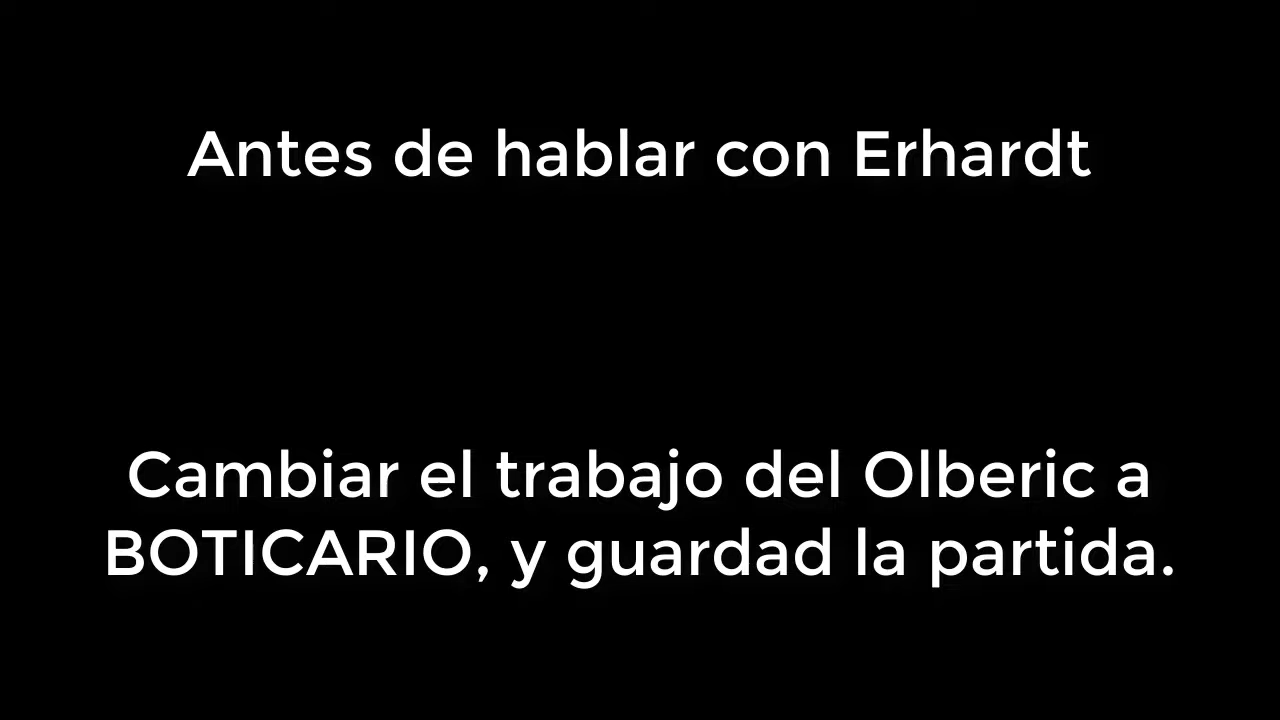 Antes de hablar con Erhardt
Cambiar el trabajo del Olberic a
BOTICARIO, y guardad la partida.